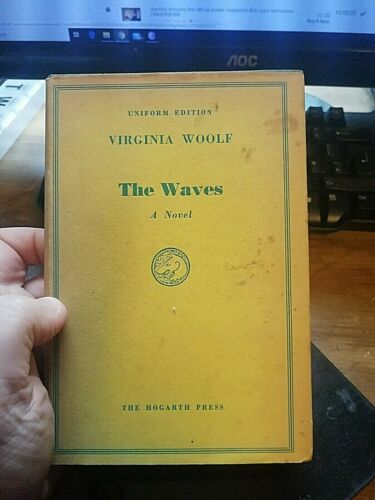 AOC
UNIFORM EDITION
VIRGINIA WOOLF
The Waves
A Novel
THE HOGARTH PRESS